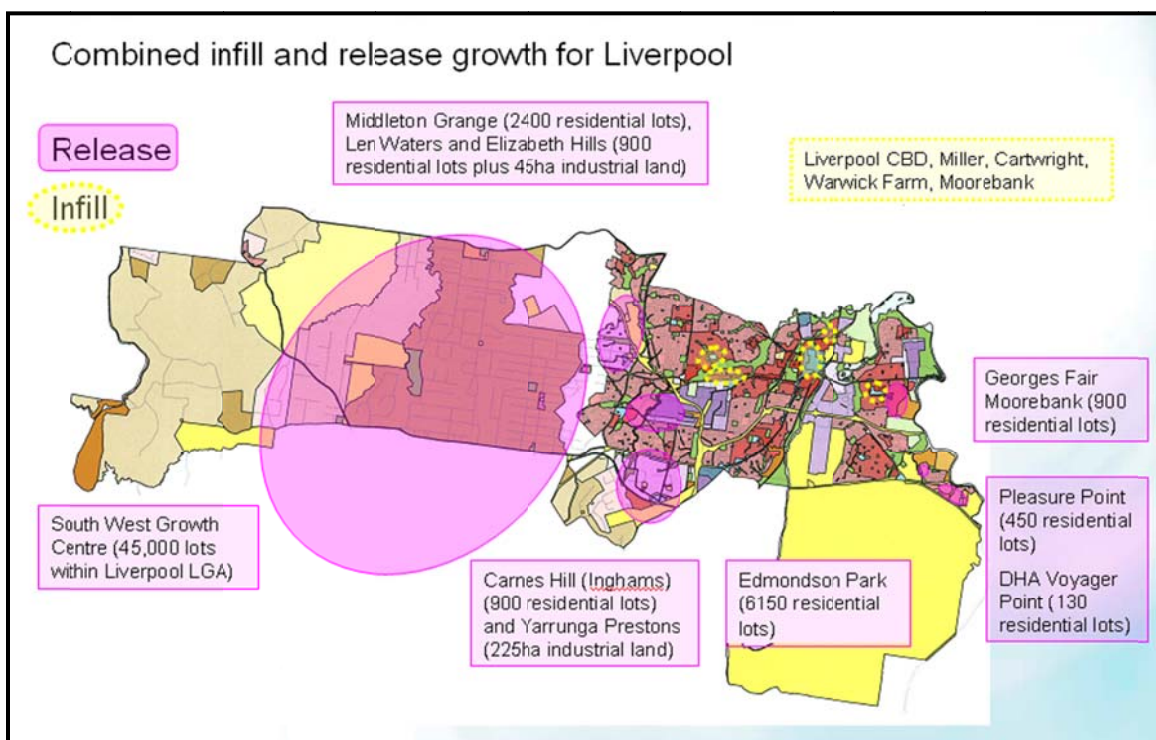 Combined infill and release growth for Liverpool
Release
Infill
Middleton Grange (2400 residential lots),
Len Waters and Elizabeth Hills (900
residential lots plus 45ha industrial land)
Liverpool CBD, Miller, Cartwright,
Warwick Farm, Moorebank
Georges Fair
Moorebank (900
residential lots)
South West Growth
Centre (45,000 lots
within Liverpool LGA)
Carnes Hill (Inghams)
(900 residential lots)
and Yarrunga Prestons
(225ha industrial land)
Edmondson Park
(6150 residential
lots)
Pleasure Point
(450 residential
lots)
DHA Voyager
Point (130
residential lots)